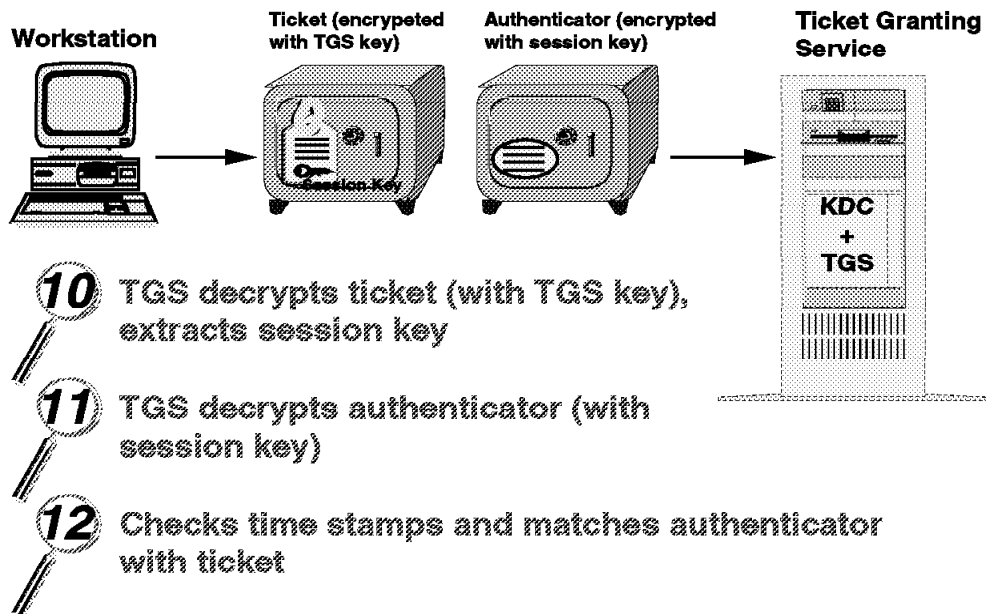 Workstation
Ticket (encrypeted
with TGS key)
Authenticator (encrypted
with session key)
Ticket Granting
Service
Session Key
KDC
+
TGS
10 TGS decrypts ticket (with TGS key),
extracts session key
11 TGS decrypts authenticator (with
session key)
12 Checks time stamps and matches authenticator
with ticket